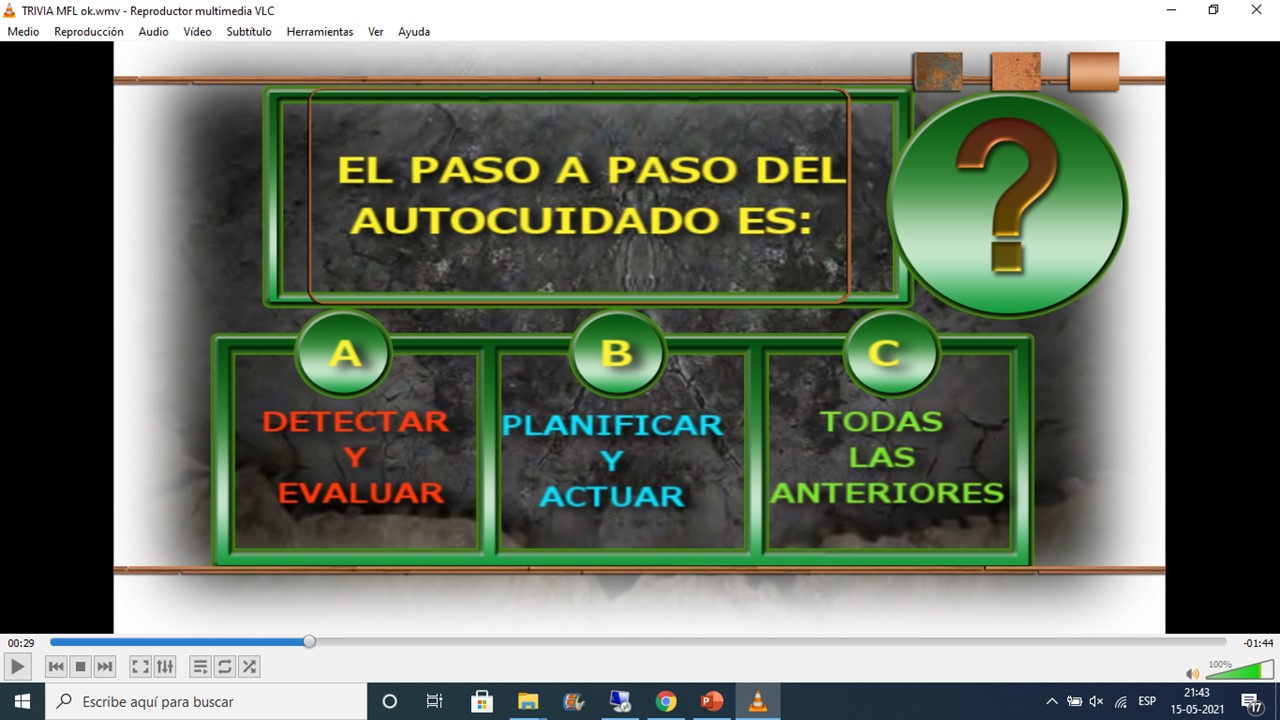 TRIVIA MFL ok.wmv - Reproductor multimedia VLC
Medio Reproducción Audio Vídeo Subtítulo Herramientas Ver Ayuda
?
EL PASO A PASO DEL
AUTOCUIDADO ES:
A
DETECTAR
Y
EVALUAR
B
PLANIFICAR
Y
ACTUAR
C
TODAS
LAS
ANTERIORES
00:29
-01:44
100%
Escribe aquí para buscar
ESP
21:43
15-05-2021
17